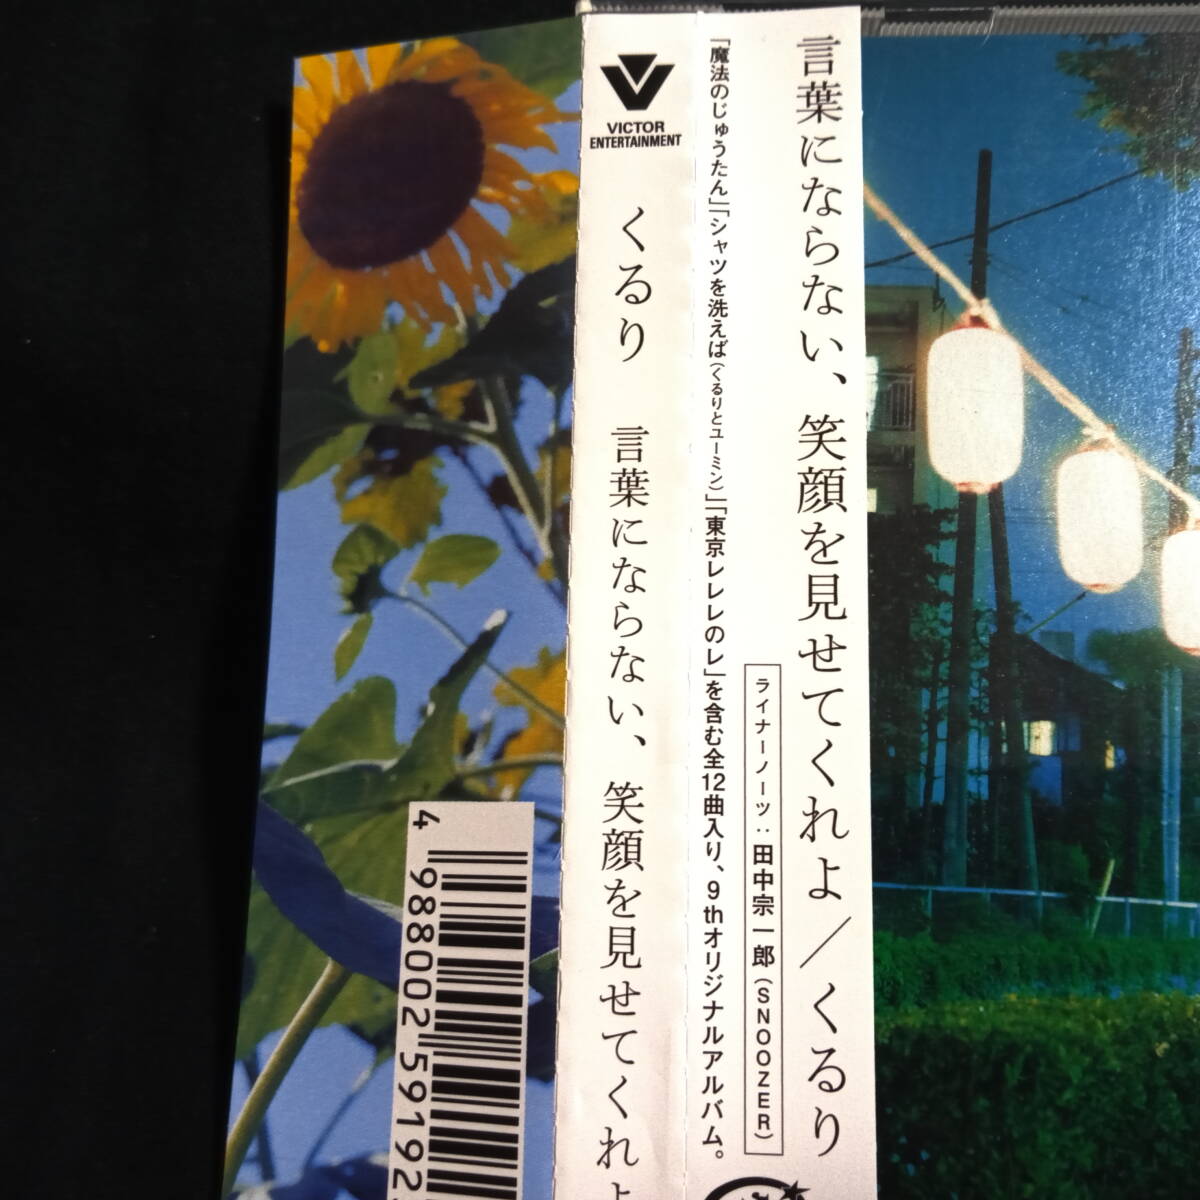 言葉にならない、笑顔を見せてくれよ／くるり
ライナーノーツ：田中宗一郎（SNOOZER）
「魔法のじゅうたん」「シャツを洗えば（くるりとユーミン）」「東京レレレのレ」を含む全12曲入り、9thオリジナルアルバム。
VICTOR
ENTERTAINMENT
くるり 言葉にならない、笑顔を見せてくれよ
4 988002 59192